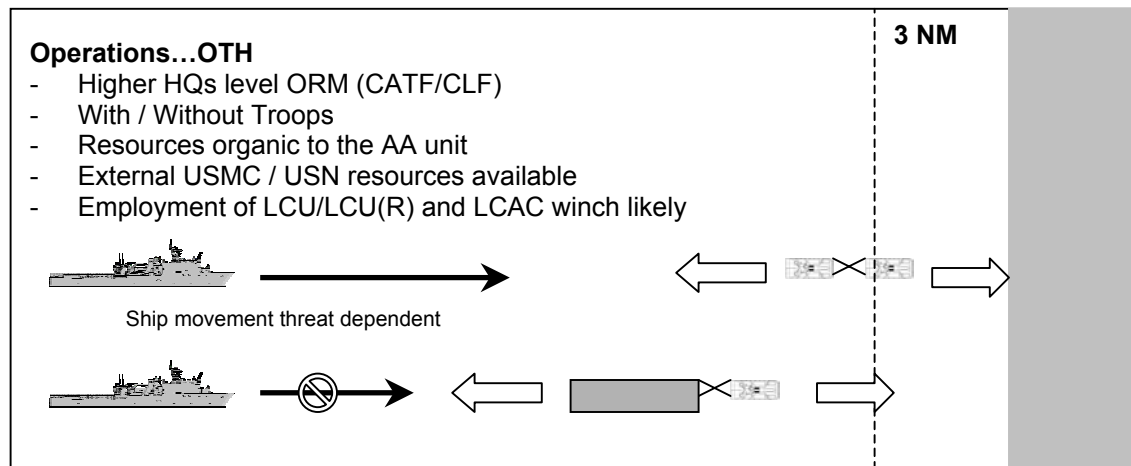 3 NM
Operations…OTH
- Higher HQs level ORM (CATF/CLF)
- With / Without Troops
- Resources organic to the AA unit
- External USMC / USN resources available
- Employment of LCU/LCU(R) and LCAC winch likely
Ship movement threat dependent